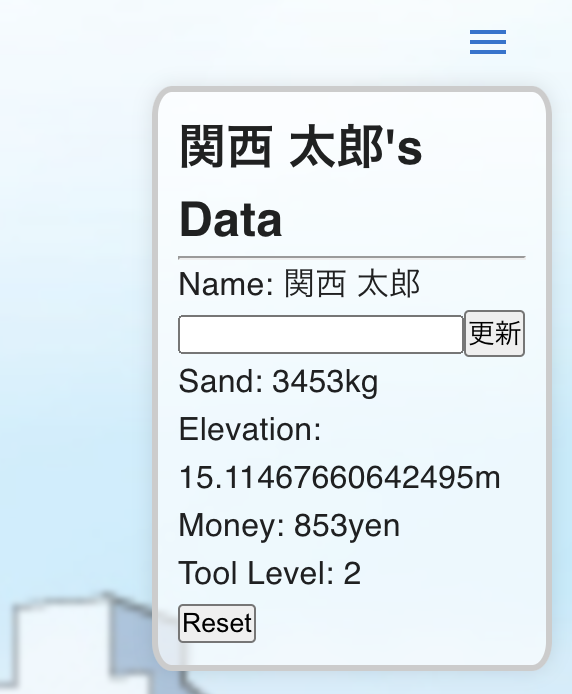 関西 太郎's
Data
Name: 関西 太郎
更新
Sand: 3453kg
Elevation:
15.11467660642495m
Money: 853yen
Tool Level: 2
Reset